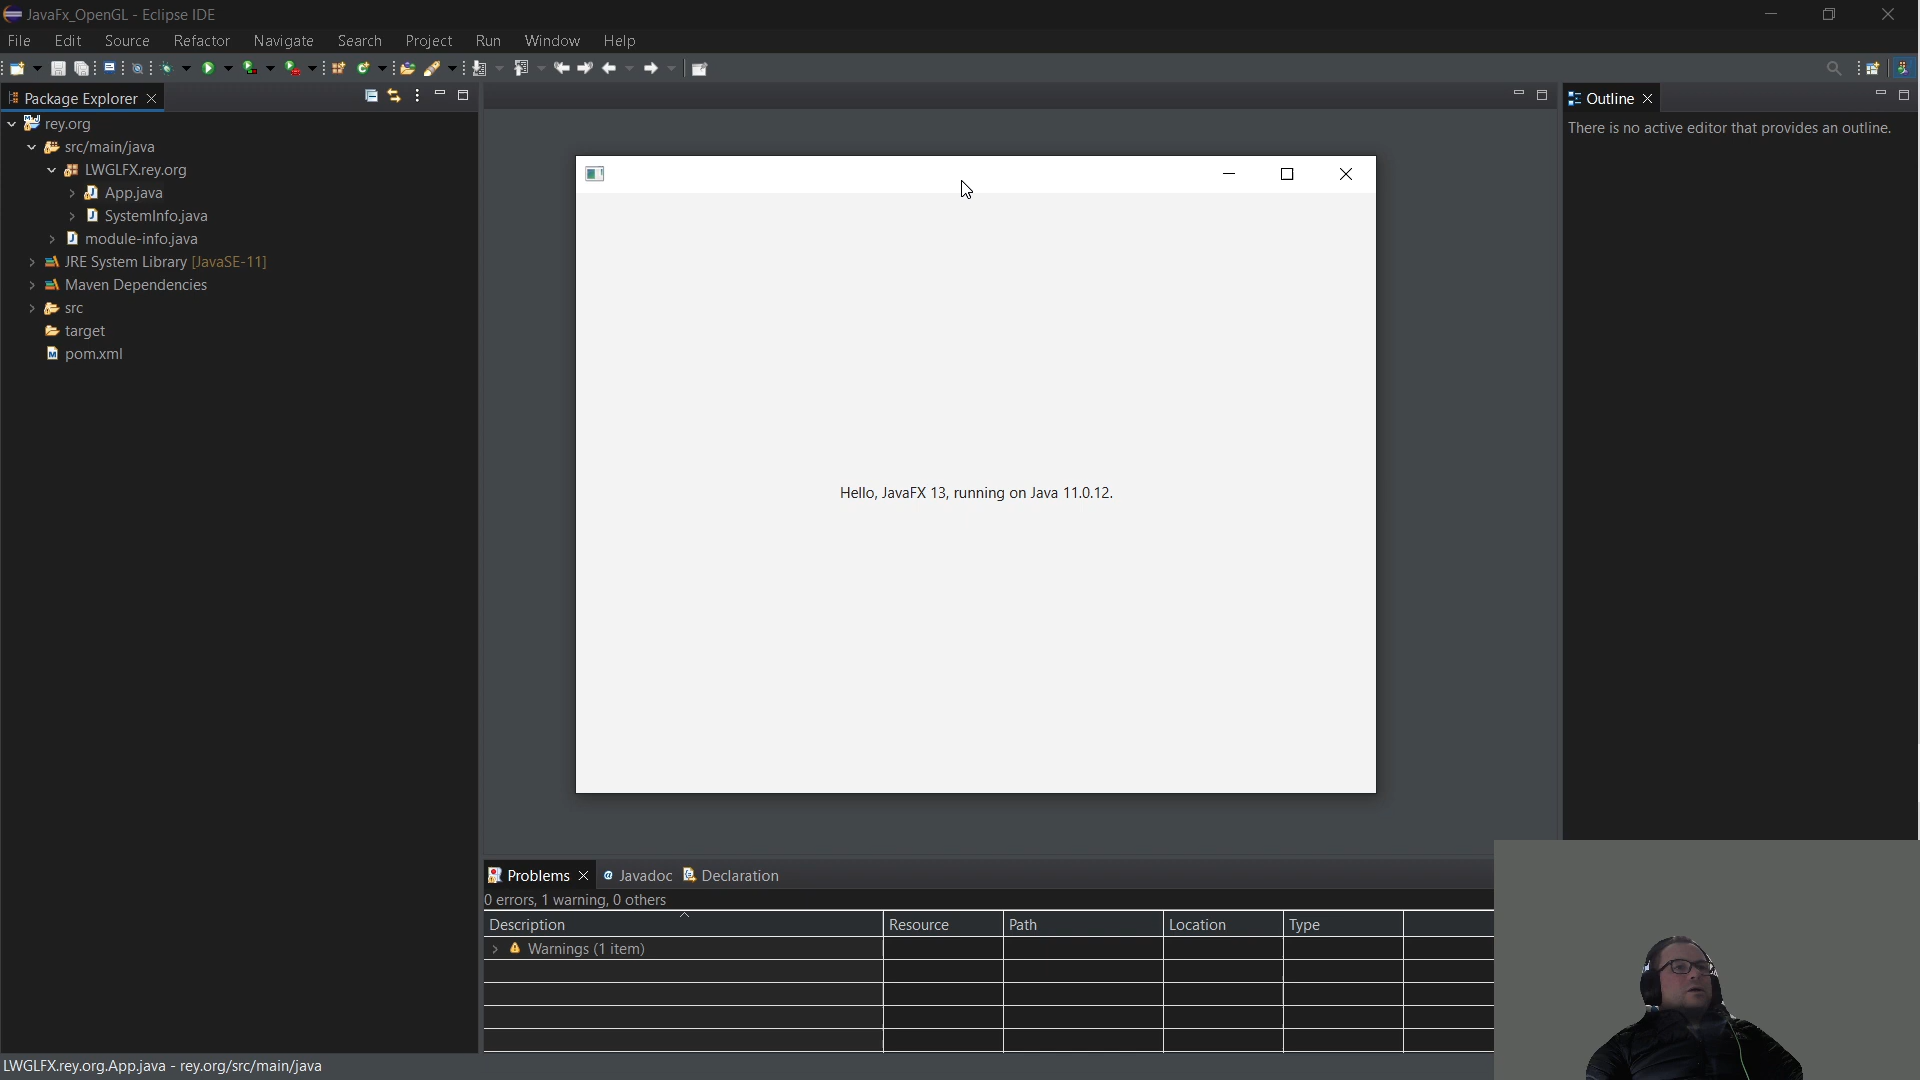 JavaFx_OpenGL - Eclipse IDE
File Edit Source Refactor Navigate Search Project Run Window Help
Package Explorer
rey.org
src/main/java
LWGLFX.rey.org
App.java
SystemInfo.java
module-info.java
JRE System Library [JavaSE-11]
Maven Dependencies
src
target
pom.xml
Hello, JavaFX 13, running on Java 11.0.12.
Outline
There is no active editor that provides an outline.
Problems Javadoc Declaration
0 errors, 1 warning, 0 others
Description Resource Path Location Type
Warnings (1 item)
LWGLFX.rey.org.App.java - rey.org/src/main/java